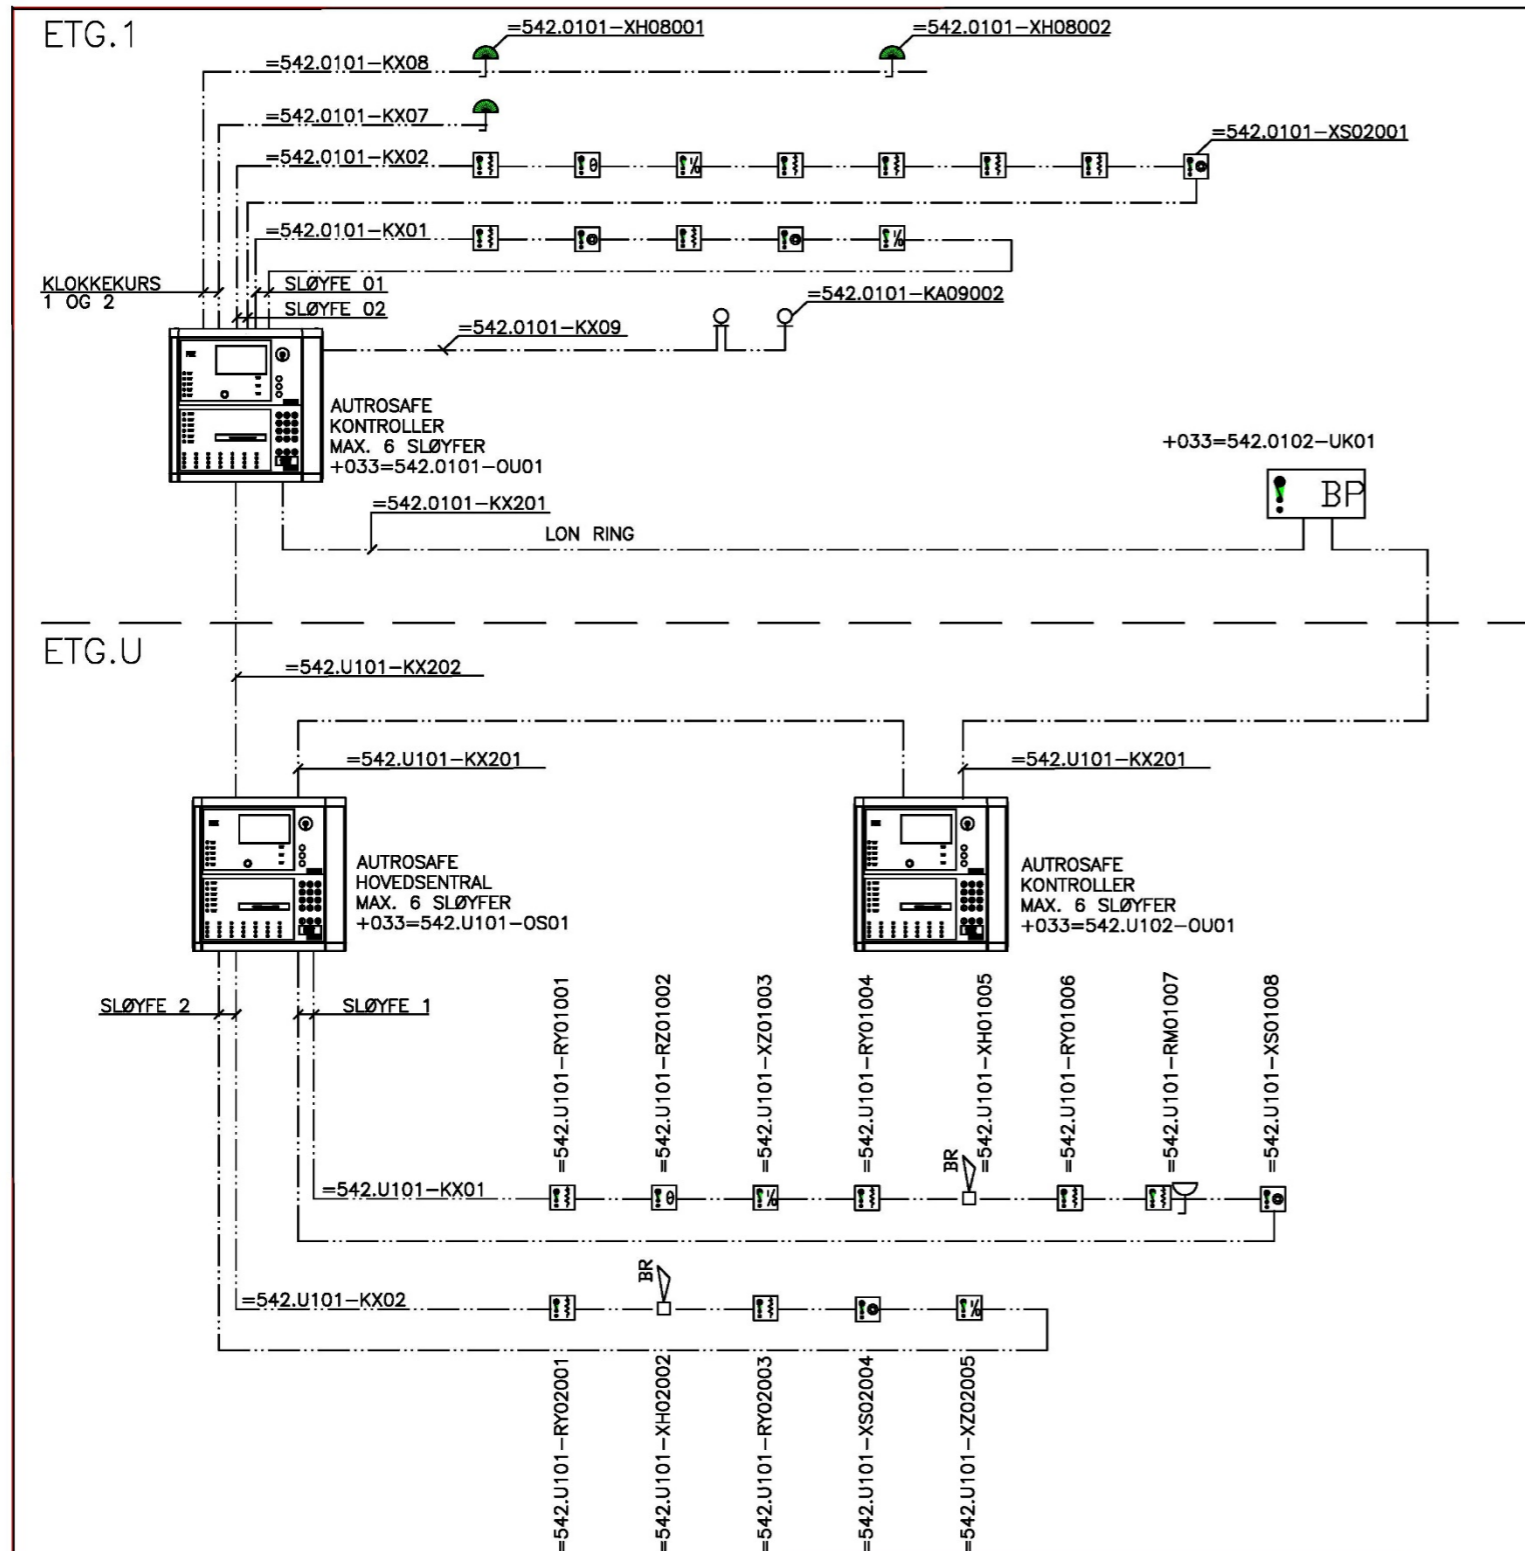 ETG.1
=542.0101-XH08001
=542.0101-XH08002
=542.0101-KX08
=542.0101-KX07
=542.0101-KX02
=542.0101-XS02001
=542.0101-KX01
KLOKKEKURS
1 OG 2
SLØYFE 01
SLØYFE 02
=542.0101-KA09002
=542.0101-KX09
AUTROSAFE
KONTROLLER
MAX. 6 SLØYFER
+033=542.0101-OU01
+033=542.0102-UK01
BP
=542.0101-KX201
LON RING
ETG.U
=542.U101-KX202
=542.U101-KX201
=542.U101-KX201
AUTROSAFE
HOVEDSENTRAL
MAX. 6 SLØYFER
+033=542.U101-OS01
AUTROSAFE
KONTROLLER
MAX. 6 SLØYFER
+033=542.U102-OU01
SLØYFE 2
SLØYFE 1
=542.U101-RY01001
=542.U101-RZ01002
=542.U101-XZ01003
=542.U101-RY01004
=542.U101-XH01005
=542.U101-RY01006
=542.U101-RM01007
=542.U101-XS01008
BR
=542.U101-KX01
BR
=542.U101-KX02
=542.U101-RY02001
=542.U101-XH02002
=542.U101-RY02003
=542.U101-XS02004
=542.U101-XZ02005